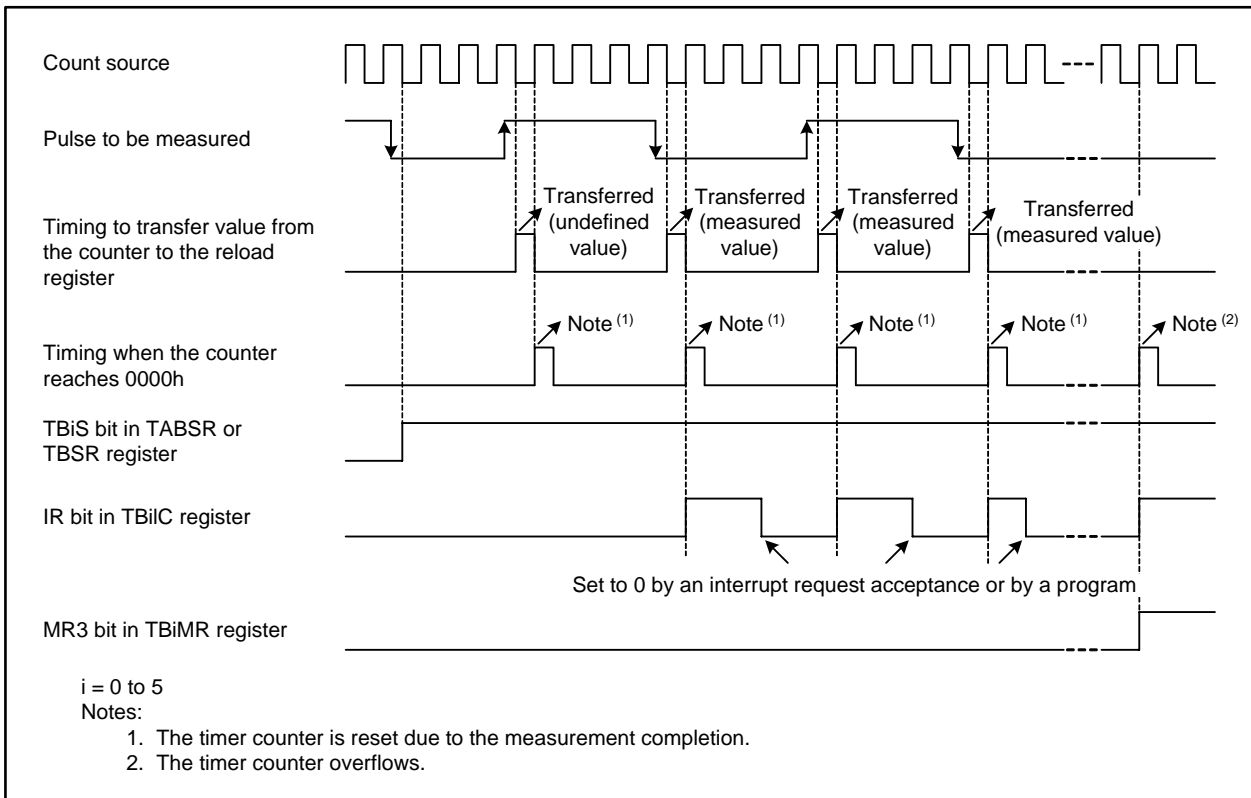 Count source
Pulse to be measured
Transferred
(undefined
value)
Transferred
(measured
value)
Transferred
(measured
value)
Transferred
(measured value)
Timing to transfer value from
the counter to the reload
register
Note (1)
Note (1)
Note (1)
Note (1)
Note (2)
Timing when the counter
reaches 0000h
TBiS bit in TABSR or
TBSR register
IR bit in TBiIC register
Set to 0 by an interrupt request acceptance or by a program
MR3 bit in TBiMR register
i = 0 to 5
Notes:
1. The timer counter is reset due to the measurement completion.
2. The timer counter overflows.